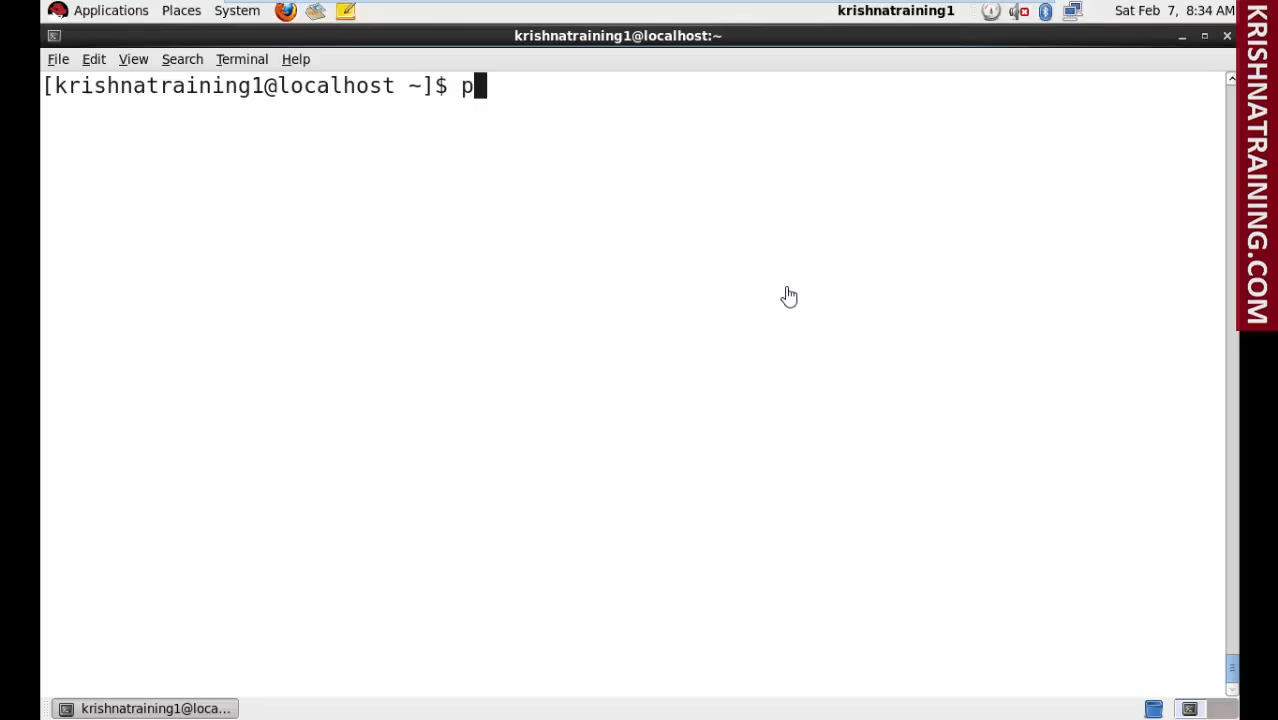 Applications Places System krishnatraining1 Sat Feb 7, 8:34 AM
krishnatraining1@localhost:~
File Edit View Search Terminal Help
[krishnatraining1@localhost ~]$ p
krishnatraining1@loca...
KRISHNATRAINING.COM